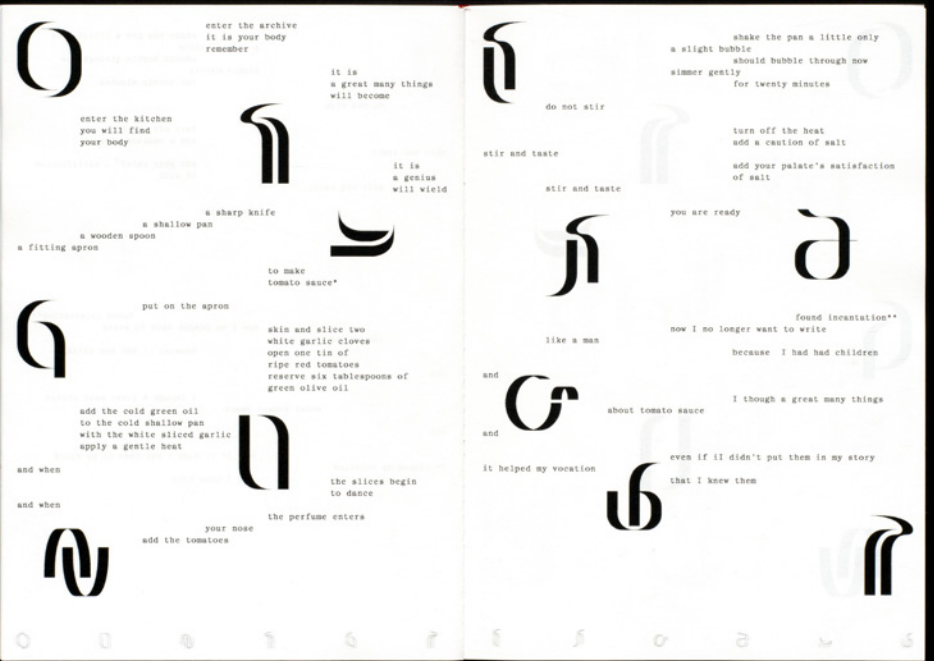 enter the archive
it is your body
remember
it is
a great many things
will become
enter the kitchen
you will find
your body
it is
a genius
will wield
a sharp knife
a shallow pan
a wooden spoon
a fitting apron
to make
tomato sauce*
put on the apron
skin and slice two
white garlic cloves
open one tin of
ripe red tomatoes
reserve six tablespoons of
green olive oil
add the cold green oil
to the cold shallow pan
with the white sliced garlic
apply a gentle heat
and when
the slices begin
to dance
and when
the perfume enters
your nose
add the tomatoes
shake the pan a little only
a slight bubble
should bubble through now
simmer gently
for twenty minutes
do not stir
turn off the heat
add a caution of salt
stir and taste
add your palate's satisfaction
of salt
stir and taste
you are ready
found incantation**
now I no longer want to write
like a man
because I had had children
and
I though a great many things
about tomato sauce
and
even if iI didn't put them in my story
it helped my vocation
that I knew them